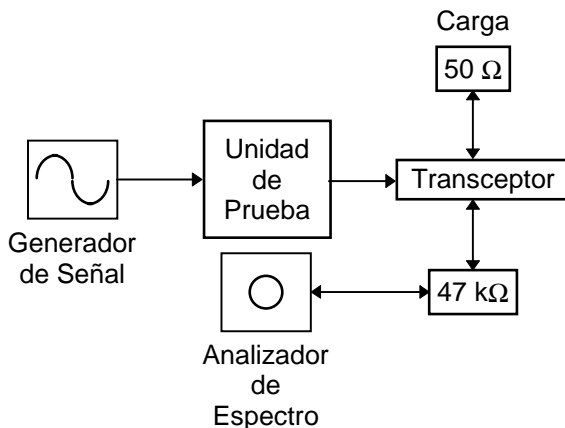 Carga
50 Ω
Unidad
de
Prueba
Transceptor
Generador
de Señal
47 kΩ
Analizador
de
Espectro